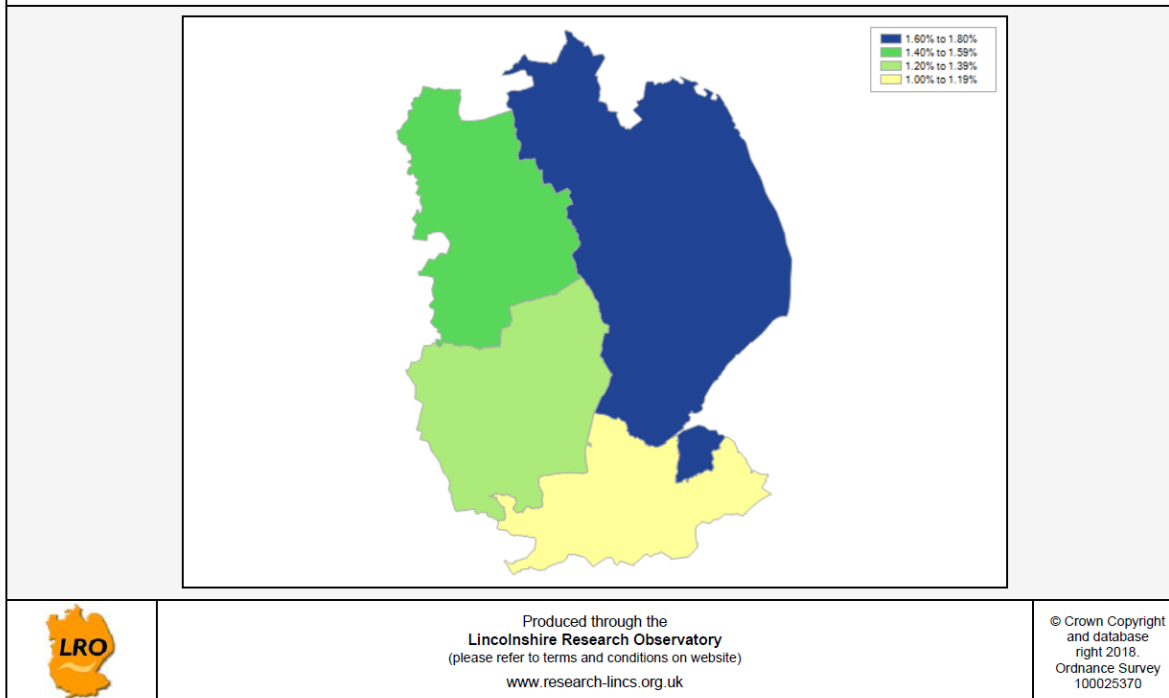 1.60% to 1.80%
1.40% to 1.59%
1.20% to 1.39%
1.00% to 1.19%
LRO
Produced through the
Lincolnshire Research Observatory
(please refer to terms and conditions on website)
www.research-lincs.org.uk
© Crown Copyright
and database
right 2018.
Ordnance Survey
100025370